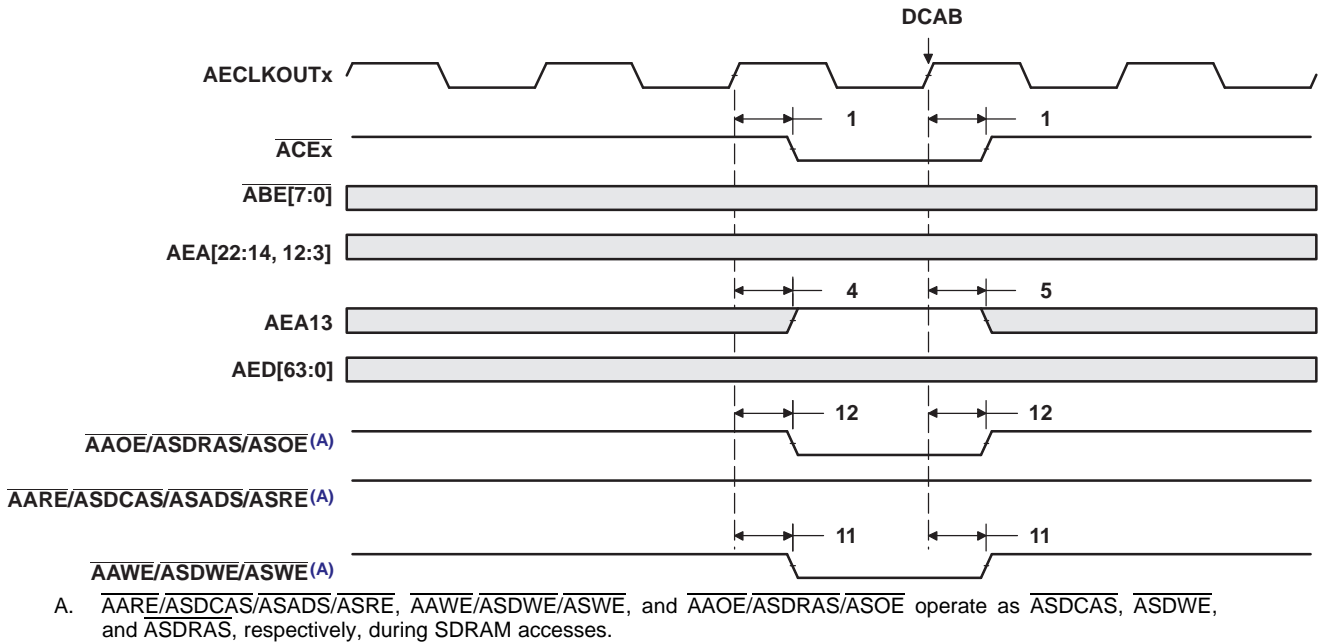 DCAB
AECLKOUTx
1 1
ACEx
ABE[7:0]
AEA[22:14, 12:3]
4 5
AEA13
AED[63:0]
12 12
AAOE/ASDRAS/ASOE(A)
AARE/ASDCAS/ASADS/ASRE(A)
11 11
AAWE/ASDWE/ASWE(A)
A. AARE/ASDCAS/ASADS/ASRE, AAWE/ASDWE/ASWE, and AAOE/ASDRAS/ASOE operate as ASDCAS, ASDWE,
and ASDRAS, respectively, during SDRAM accesses.